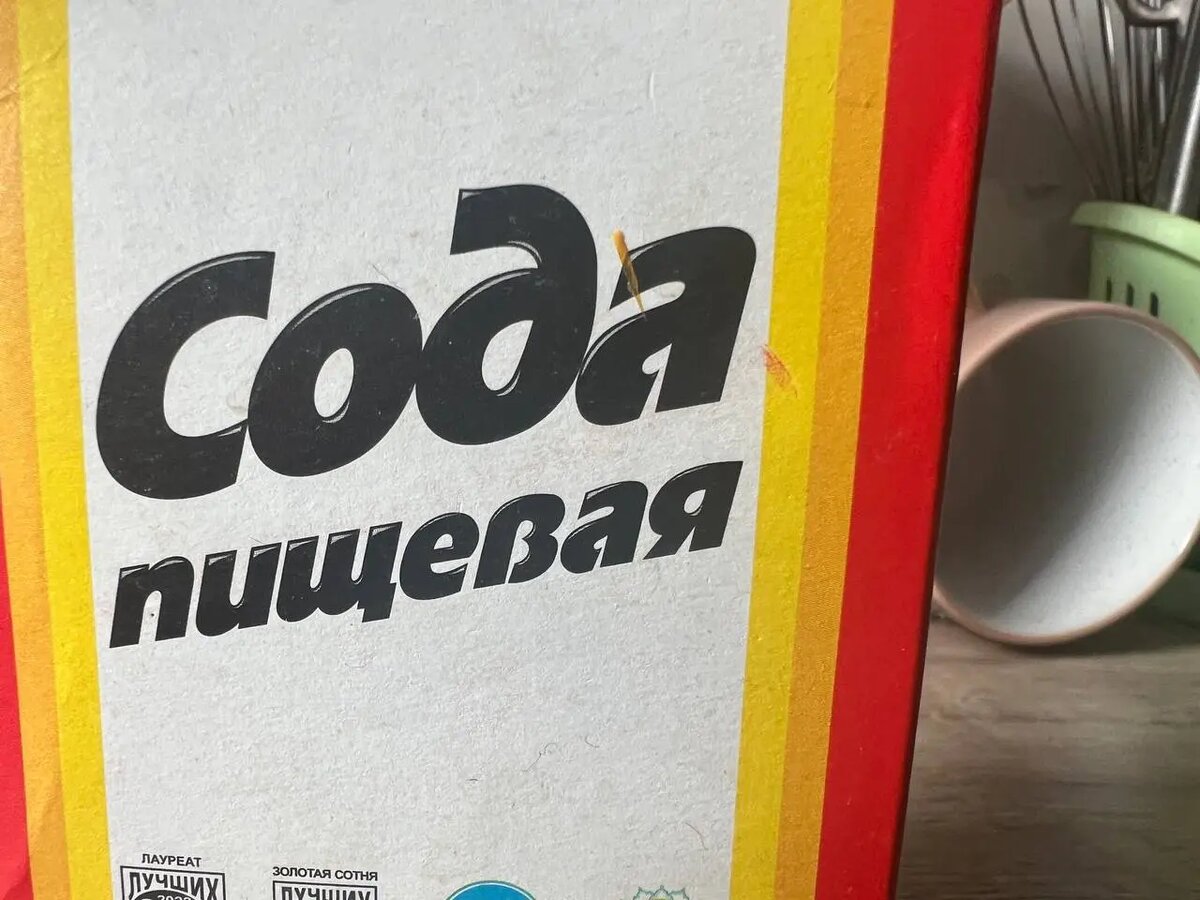 Сода
пищевая
ЛАУРЕАТ
ЛУЧШИХ
ЗОЛОТАЯ СОТНЯ
ЛУЧШИХ